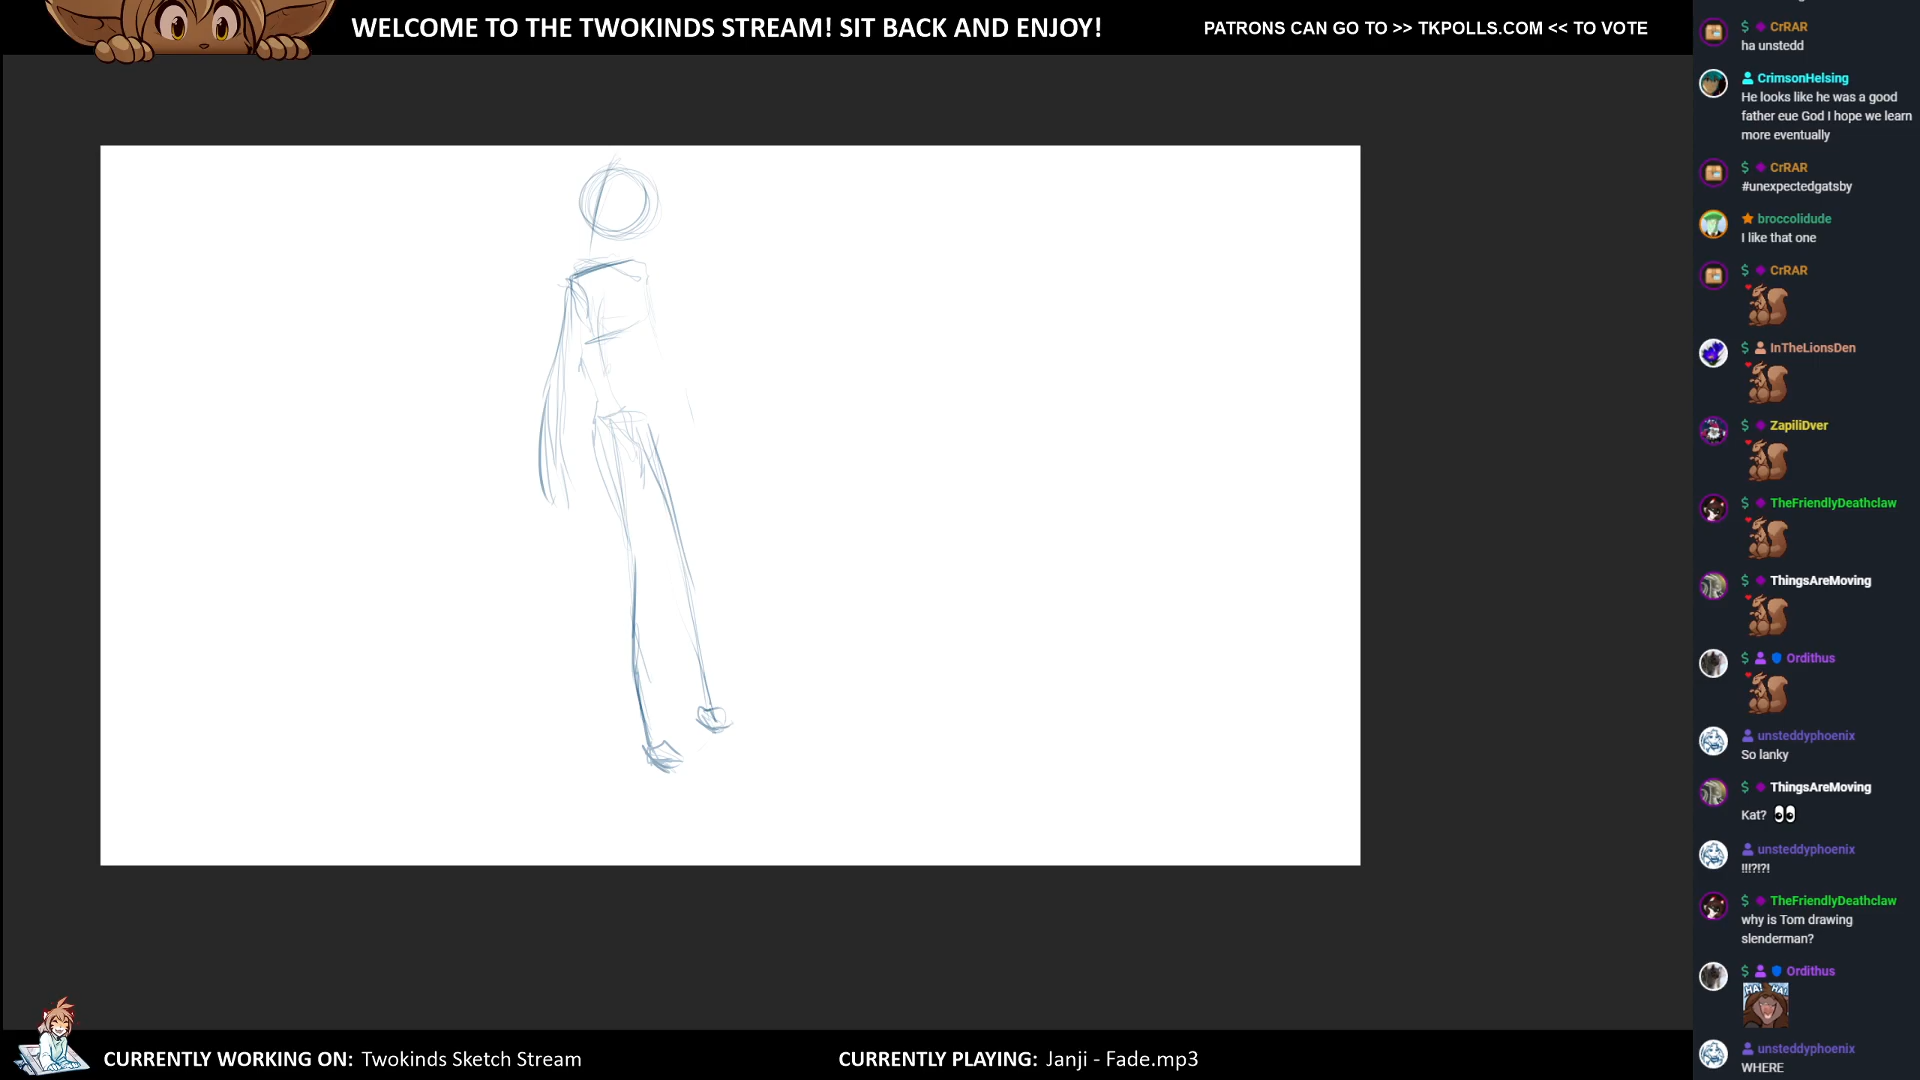 WELCOME TO THE TWOKINDS STREAM! SIT BACK AND ENJOY!
PATRONS CAN GO TO >> TKPOLLS.COM << TO VOTE
CrRAR
ha unstedd
CrimsonHelsing
He looks like he was a good
father eue God I hope we learn
more eventually
CrRAR
#unexpectedgatsby
broccolidude
I like that one
CrRAR
InTheLionsDen
ZapiliDver
TheFriendlyDeathclaw
ThingsAreMoving
Ordithus
unsteddyphoenix
So lanky
ThingsAreMoving
Kat?
unsteddyphoenix
!!!?!?!
TheFriendlyDeathclaw
why is Tom drawing
slenderman?
Ordithus
unsteddyphoenix
WHERE
CURRENTLY WORKING ON: Twokinds Sketch Stream
CURRENTLY PLAYING: Janji - Fade.mp3